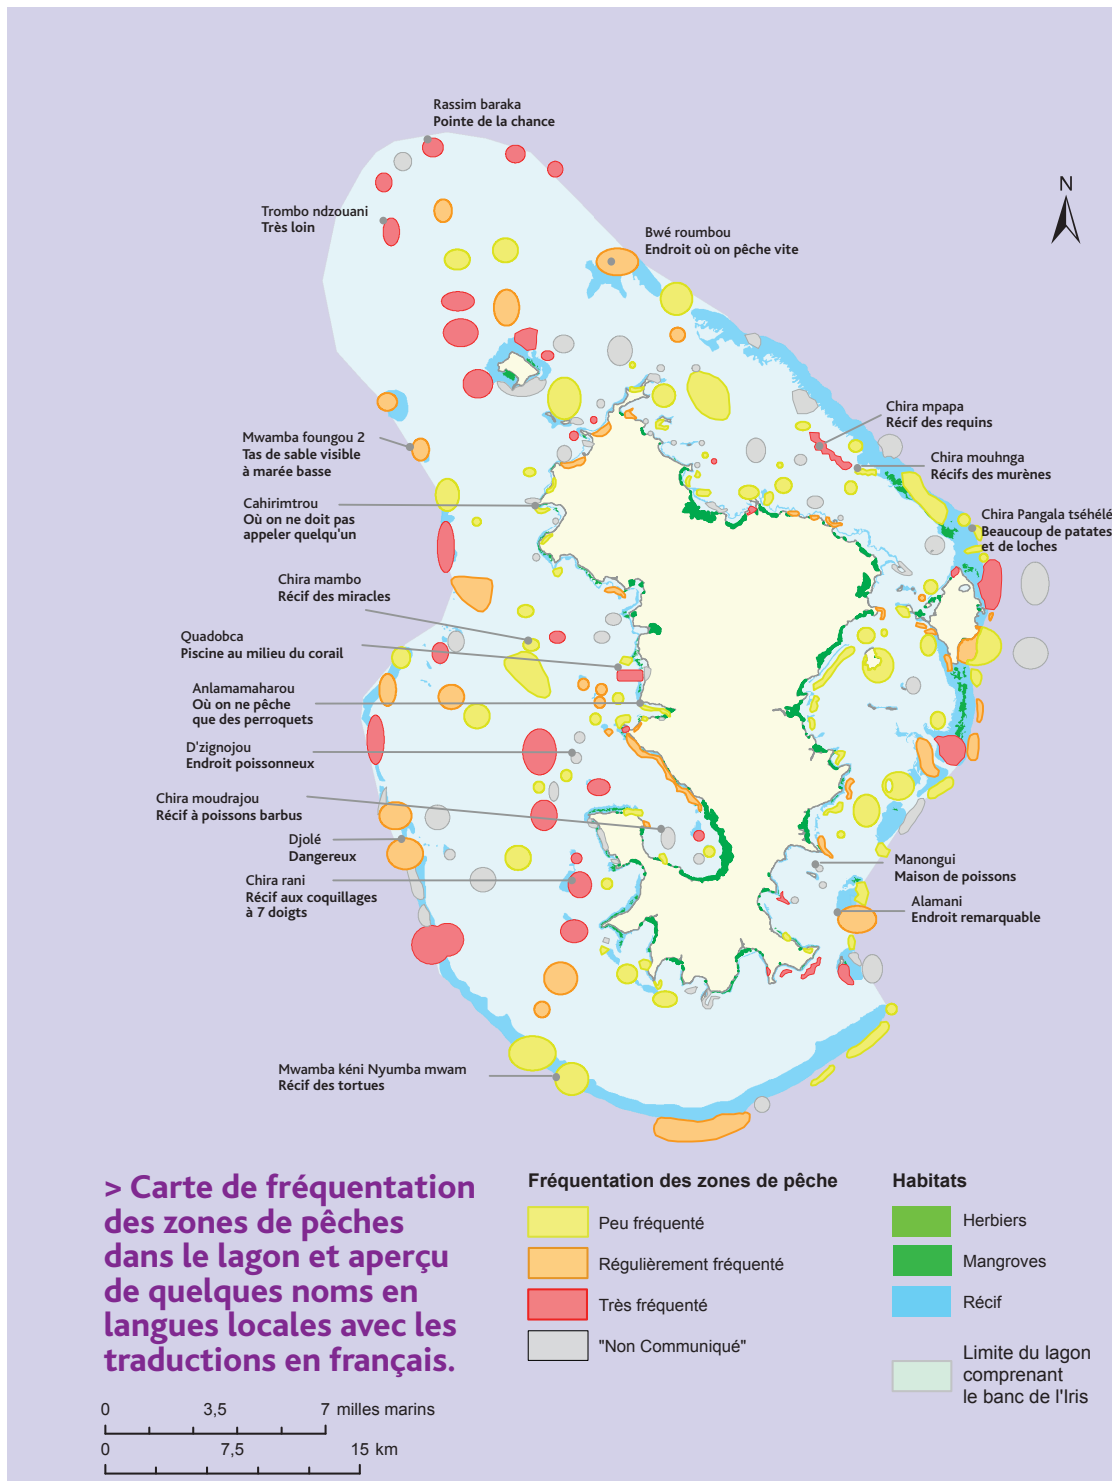 Rassim baraka
Pointe de la chance
N
Trombo ndzouani
Très loin
Bwé roumbou
Endroit où on pêche vite
Chira mpapa
Récif des requins
Mwamba foungou 2
Tas de sable visible
à marée basse
Chira mouhnga
Récifs des murènes
Cahirimtrou
Où on ne doit pas
appeler quelqu'un
Chira Pangala tséhélé
Beaucoup de patates
et de loches
Chira mambo
Récif des miracles
Quadobca
Piscine au milieu du corail
Anlamamaharou
Où on ne pêche
que des perroquets
D'zignojou
Endroit poissonneux
Chira moudrajou
Récif à poissons barbus
Djolé
Dangereux
Chira rani
Récif aux coquillages
à 7 doigts
Manongui
Maison de poissons
Alamani
Endroit remarquable
Mwamba kéni Nyumba mwam
Récif des tortues
> Carte de fréquentation
des zones de pêches
dans le lagon et aperçu
de quelques noms en
langues locales avec les
traductions en français.
0 3,5 7 milles marins
0 7,5 15 km
Fréquentation des zones de pêche
Peu fréquenté
Régulièrement fréquenté
Très fréquenté
"Non Communiqué"
Habitats
Herbiers
Mangroves
Récif
Limite du lagon
comprenant
le banc de l'Iris